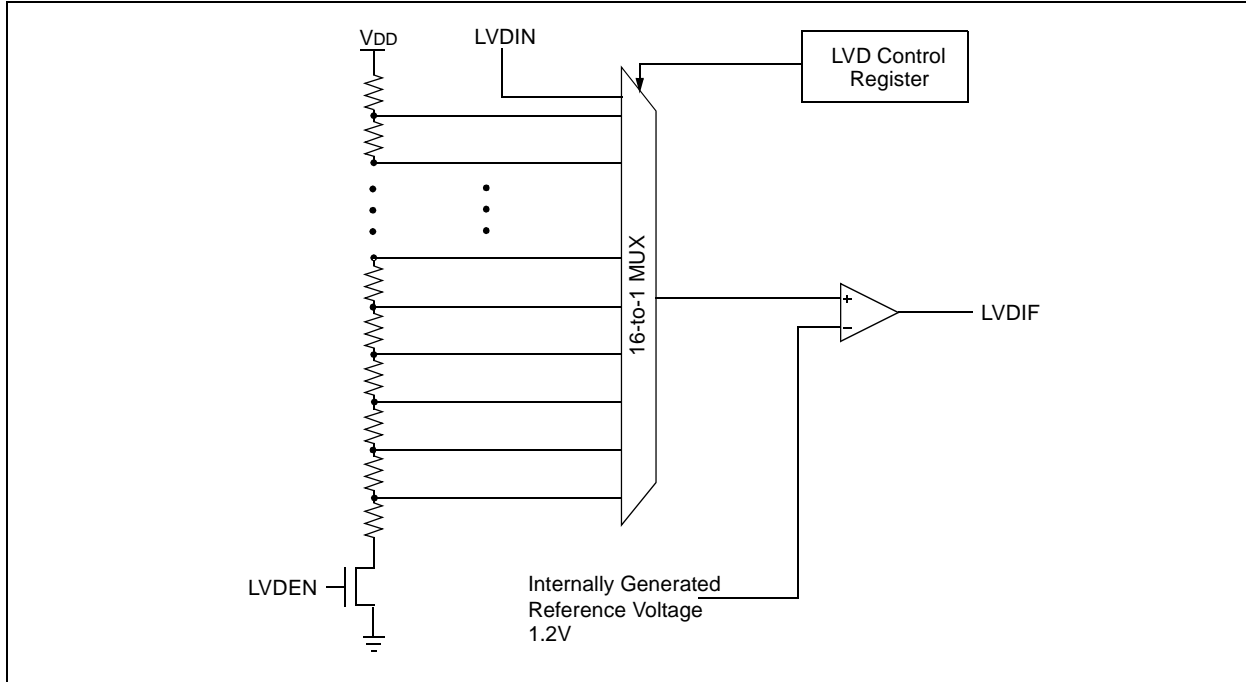 VDD
LVDIN
LVD Control
Register
16-to-1 MUX
+
−
LVDIF
LVDEN
Internally Generated
Reference Voltage
1.2V